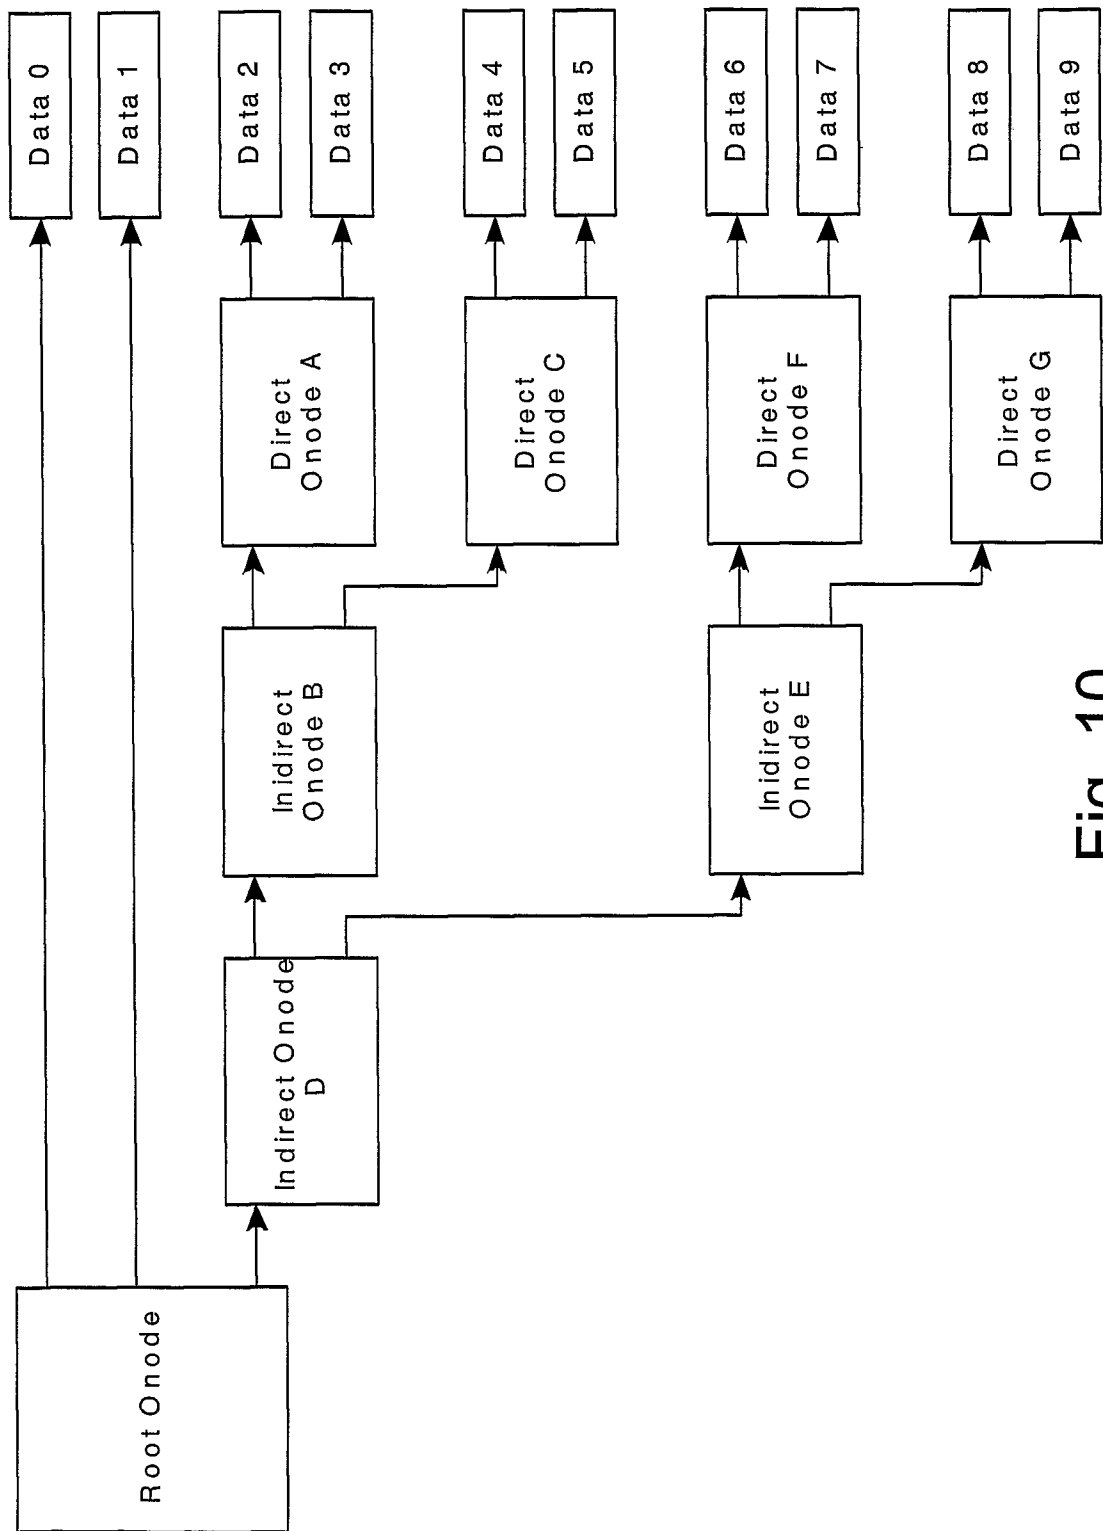 Root Onode
Data 0
Data 1
Indirect Onode
D
Inidirect
Onode B
Direct
Onode A
Data 2
Data 3
Direct
Onode C
Data 4
Data 5
Inidirect
Onode E
Direct
Onode F
Data 6
Data 7
Direct
Onode G
Data 8
Data 9
Fig. 10